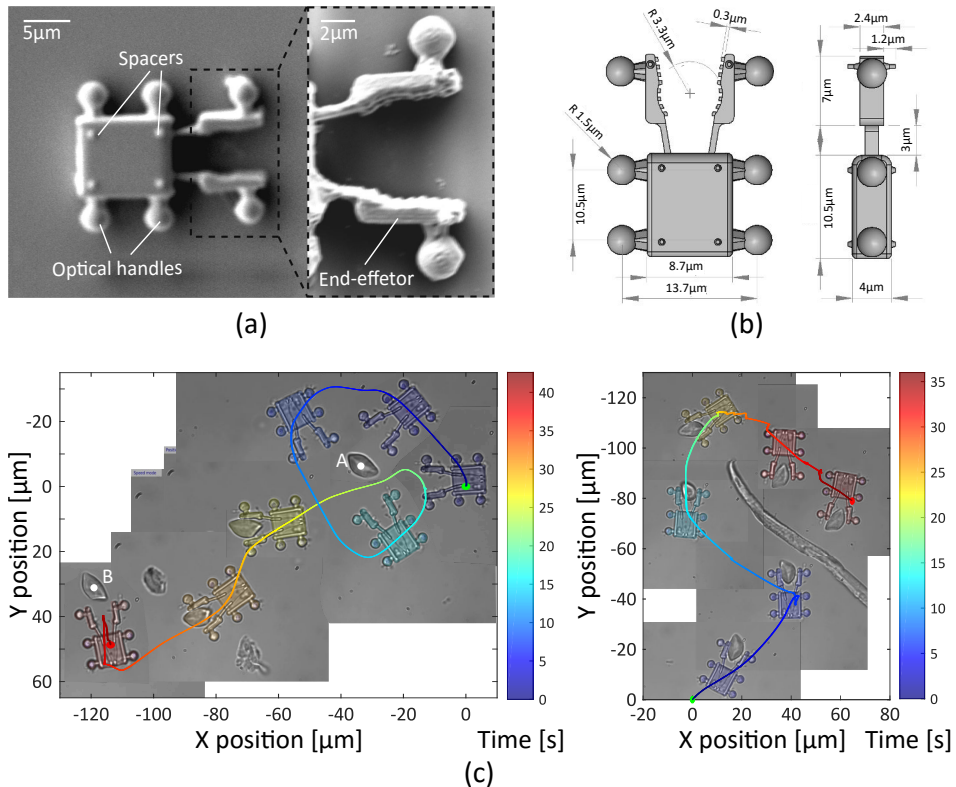 5μm
Spacers
Optical handles
2μm
End-effetor
(a)
R 3.3μm
0.3μm
R 1.5μm
10.5μm
8.7μm
13.7μm
2.4μm
1.2μm
7μm
3μm
10.5μm
4μm
(b)
Y position [μm]
-20
0
20
40
60
A
B
Speed mode
-120
-100
-80
-60
-40
-20
0
X position [μm]
40
35
30
25
20
15
10
5
0
Time [s]
Y position [μm]
-130
-120
-100
-80
-60
-40
-20
0
-20
0
20
40
60
80
X position [μm]
35
30
25
20
15
10
5
0
Time [s]
(c)